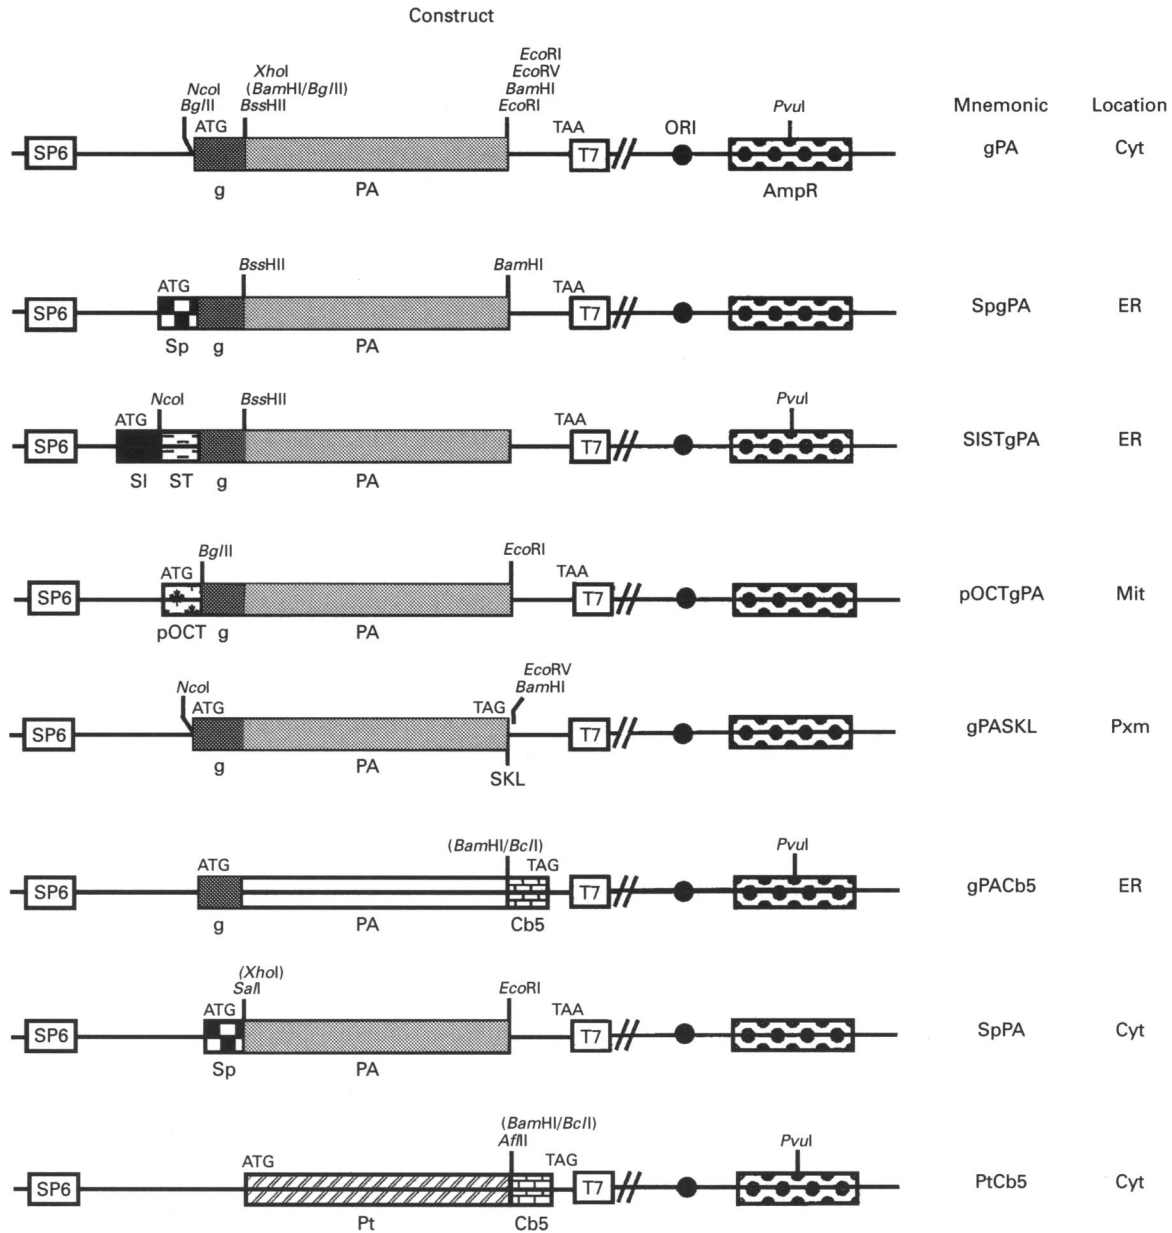 Construct
EcoRI
XhoI EcoRV
NcoI (BamHI/BglII) BamHI
BglII BssHII EcoRI PvuI Mnemonic Location
ATG TAA ORI
SP6 T7 gPA Cyt
g PA AmpR
BssHII BamHI
ATG TAA
SP6 T7 SpgPA ER
Sp g PA
NcoI BssHII PvuI
ATG TAA
SP6 T7 SISTgPA ER
SI ST g PA
BglII EcoRI
ATG TAA
SP6 T7 pOCTgPA Mit
pOCT g PA
EcoRV
NcoI BamHI
ATG TAG
SP6 T7 gPASKL Pxm
g PA SKL
(BamHI/BclI) PvuI
ATG TAG
SP6 T7 gPACb5 ER
g PA Cb5
(XhoI)
SalI EcoRI
ATG TAA
SP6 T7 SpPA Cyt
Sp PA
(BamHI/BclI)
AflII PvuI
ATG TAG
SP6 T7 PtCb5 Cyt
Pt Cb5